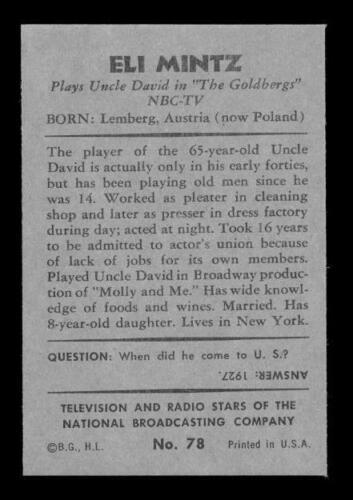 ELI MINTZ
Plays Uncle David in "The Goldbergs"
NBC-TV
BORN: Lemberg, Austria (now Poland)
The player of the 65-year-old Uncle
David is actually only in his early forties,
but has been playing old men since he
was 14. Worked as pleater in cleaning
shop and later as presser in dress factory
during day; acted at night. Took 16 years
to be admitted to actor's union because
of lack of jobs for its own members.
Played Uncle David in Broadway produc-
tion of "Molly and Me." Has wide knowl-
edge of foods and wines. Married. Has
8-year-old daughter. Lives in New York.
QUESTION: When did he come to U. S.?
ANSWER: 1927.
TELEVISION AND RADIO STARS OF THE
NATIONAL BROADCASTING COMPANY
©B.G., H.L. No. 78 Printed in U.S.A.